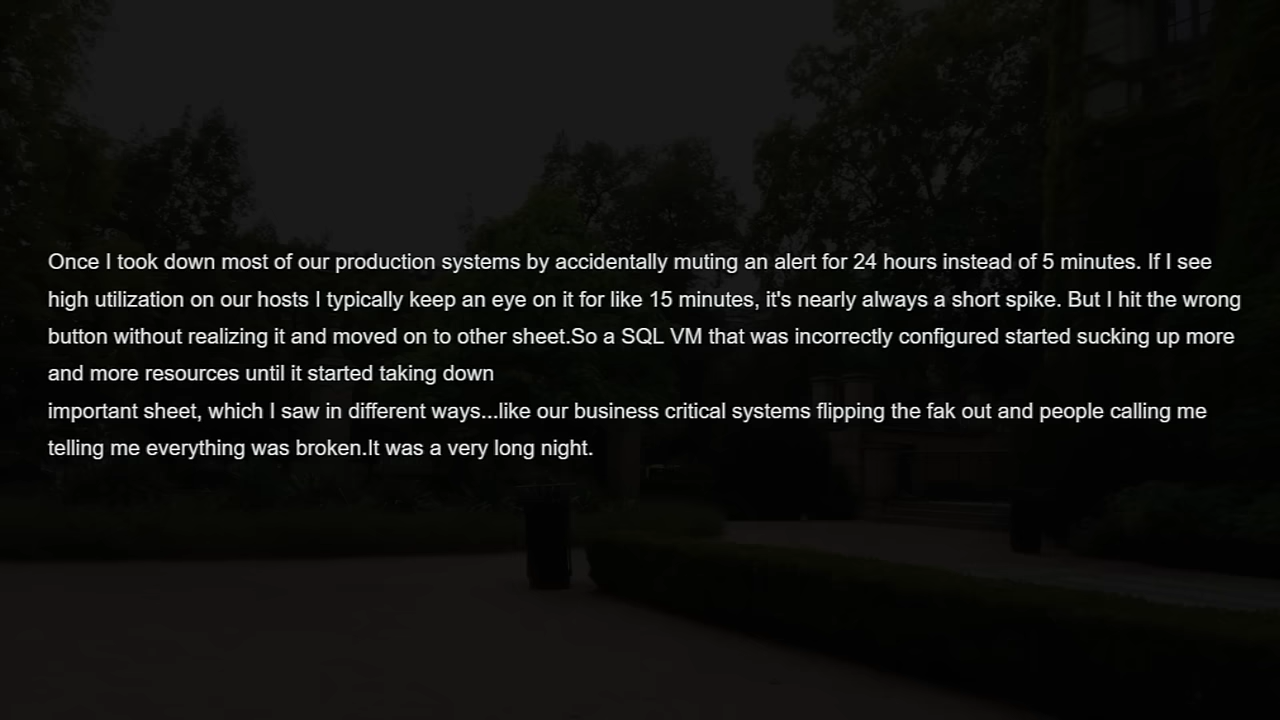 Once I took down most of our production systems by accidentally muting an alert for 24 hours instead of 5 minutes. If I see
high utilization on our hosts I typically keep an eye on it for like 15 minutes, it's nearly always a short spike. But I hit the wrong
button without realizing it and moved on to other sheet.So a SQL VM that was incorrectly configured started sucking up more
and more resources until it started taking down
important sheet, which I saw in different ways...like our business critical systems flipping the fak out and people calling me
telling me everything was broken.It was a very long night.